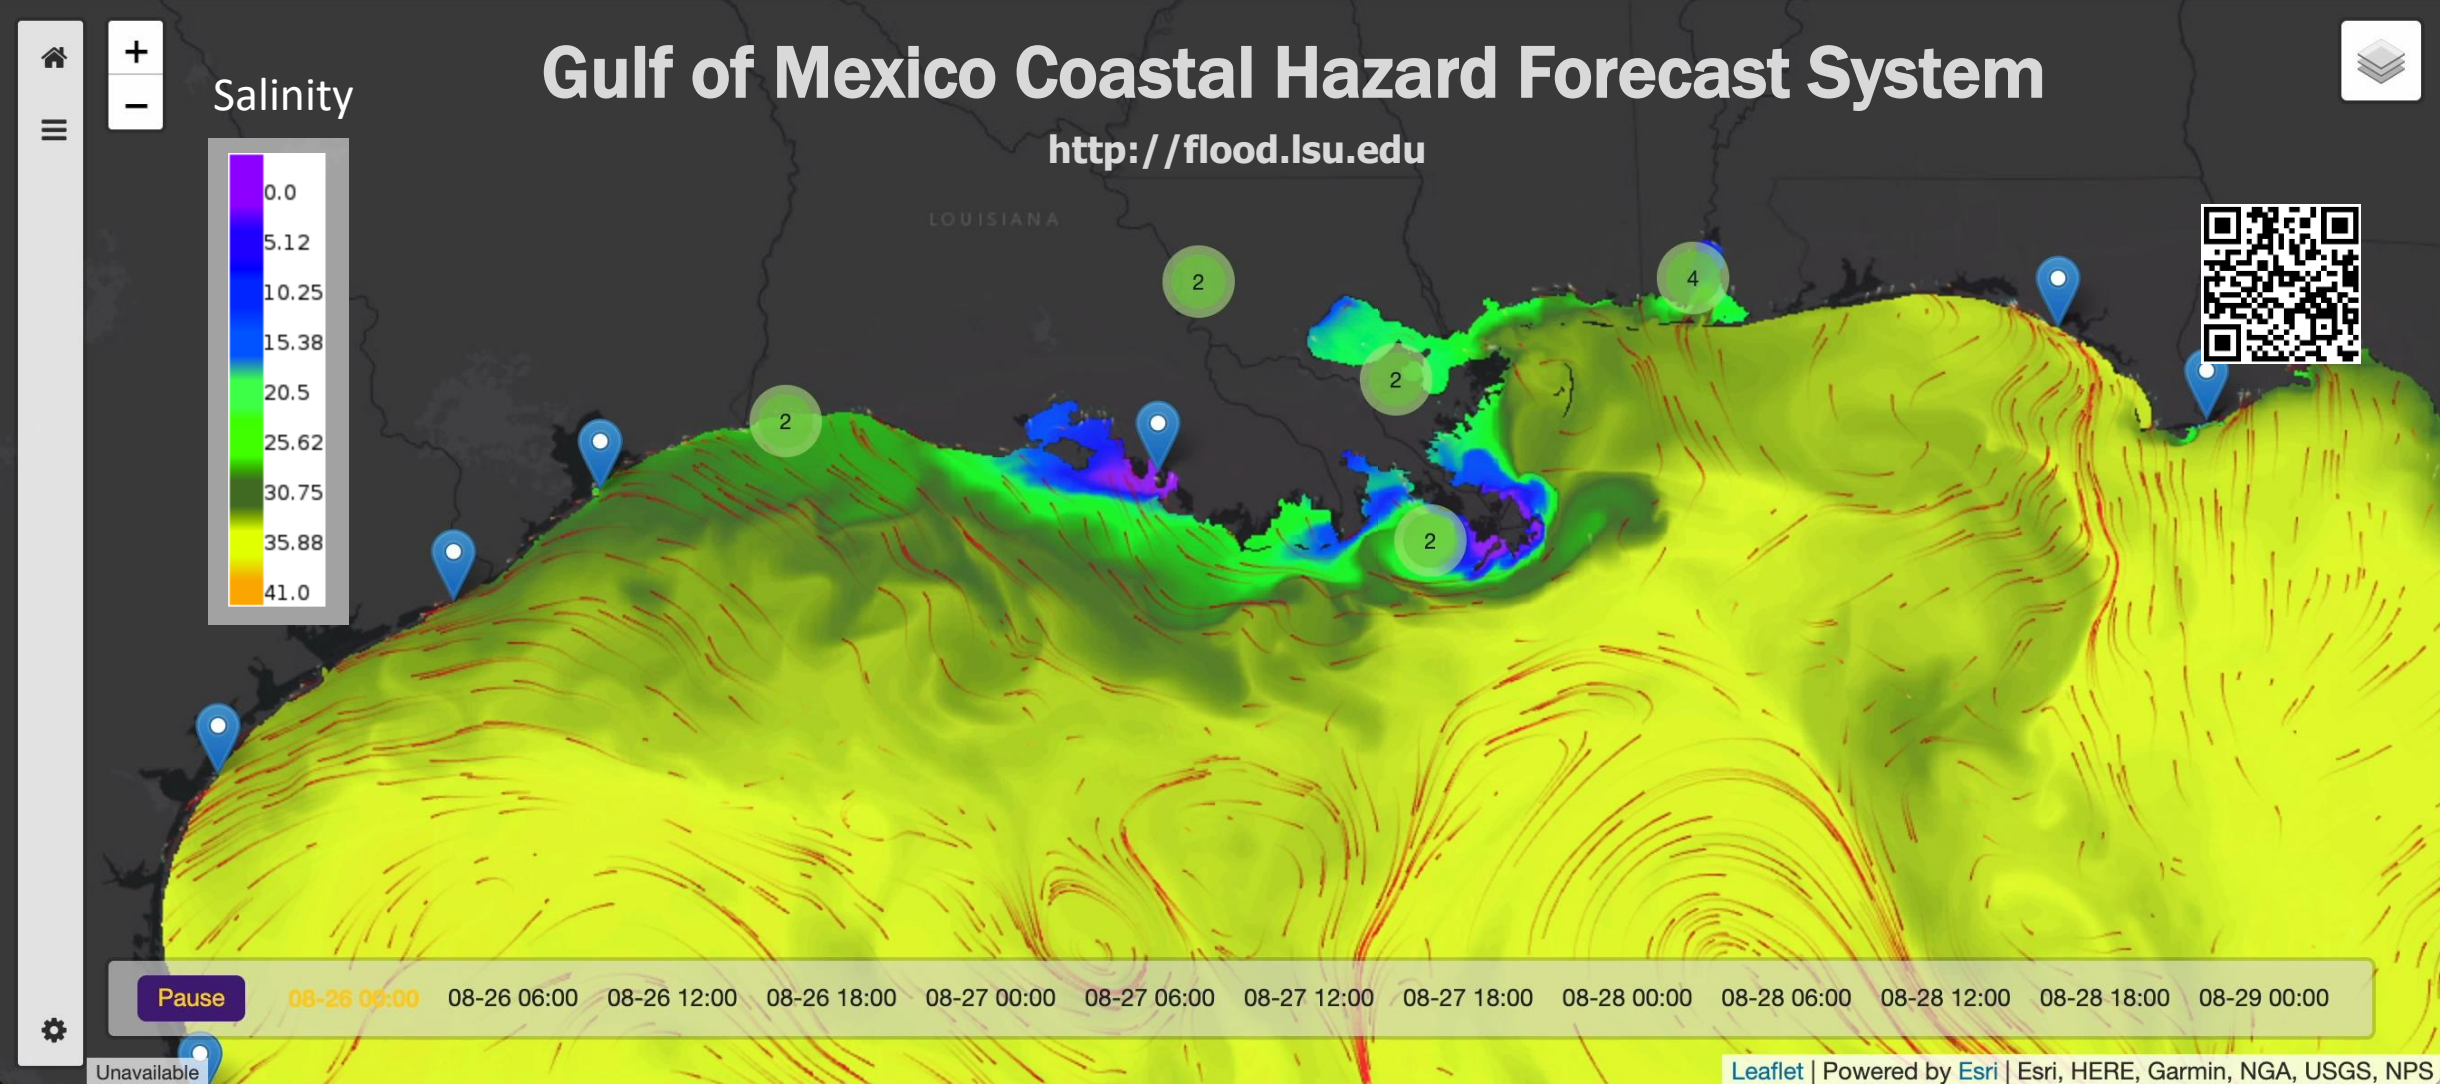 Gulf of Mexico Coastal Hazard Forecast System
http://flood.lsu.edu
+
−
Salinity
0.0
5.12
10.25
15.38
20.5
25.62
30.75
35.88
41.0
LOUISIANA
2
4
2
2
2
Pause 08-26 00:00 08-26 06:00 08-26 12:00 08-26 18:00 08-27 00:00 08-27 06:00 08-27 12:00 08-27 18:00 08-28 00:00 08-28 06:00 08-28 12:00 08-28 18:00 08-29 00:00
Unavailable
Leaflet | Powered by Esri | Esri, HERE, Garmin, NGA, USGS, NPS